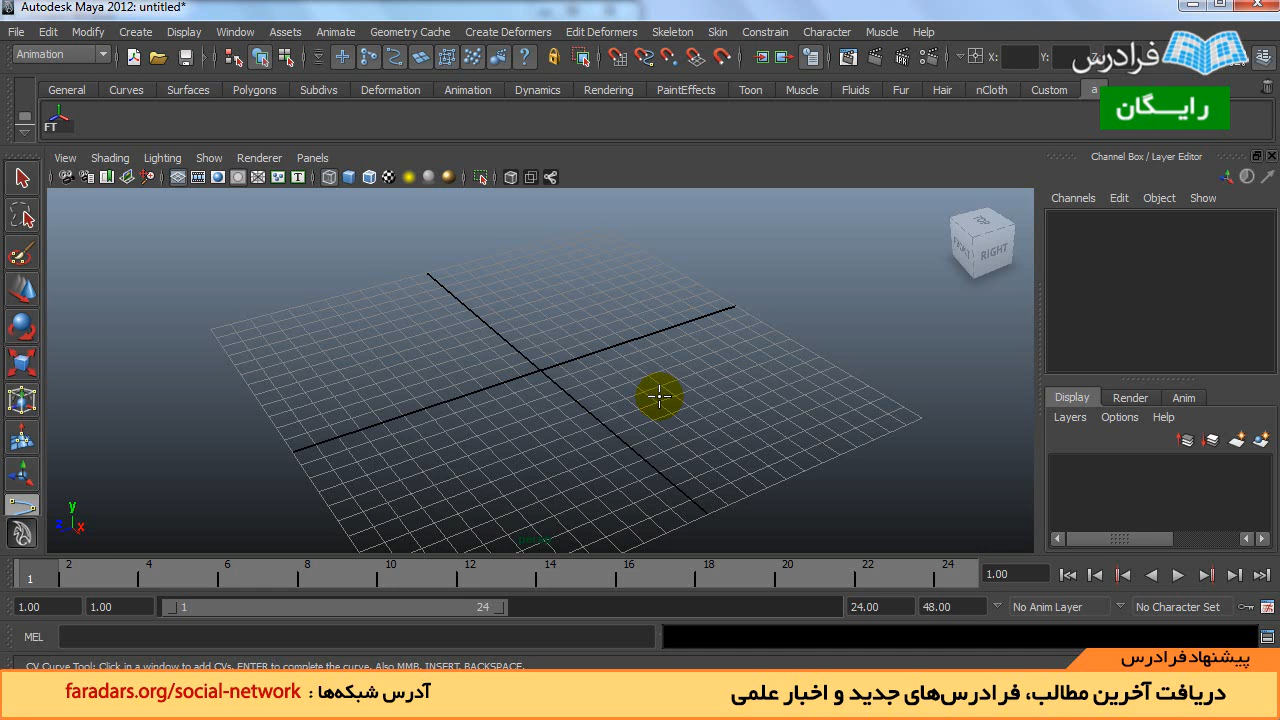 Autodesk Maya 2012: untitled*
File Edit Modify Create Display Window Assets Animate Geometry Cache Create Deformers Edit Deformers Skeleton Skin Constrain Character Muscle Help
Animation
X: Y:
فرادرس
General Curves Surfaces Polygons Subdivs Deformation Animation Dynamics Rendering PaintEffects Toon Muscle Fluids Fur Hair nCloth Custom a
رایگان
FT
View Shading Lighting Show Renderer Panels
Channel Box / Layer Editor
Channels Edit Object Show
TOP
FRONT RIGHT
Display Render Anim
Layers Options Help
y
z x
persp
2 4 6 8 10 12 14 16 18 20 22 24
1
1.00
1.00 1.00 1 24 24.00 48.00 No Anim Layer No Character Set
MEL
CV Curve Tool: Click in a window to add CVs. ENTER to complete the curve. Also MMB, INSERT, BACKSPACE.
پیشنهاد فرادرس
دریافت آخرین مطالب، فرادرس‌های جدید و اخبار علمی
آدرس شبکه‌ها : faradars.org/social-network